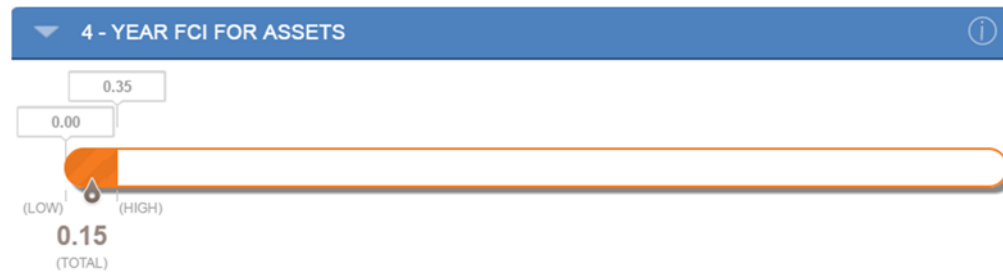 4 - YEAR FCI FOR ASSETS
0.35
0.00
(LOW) (HIGH)
0.15
(TOTAL)